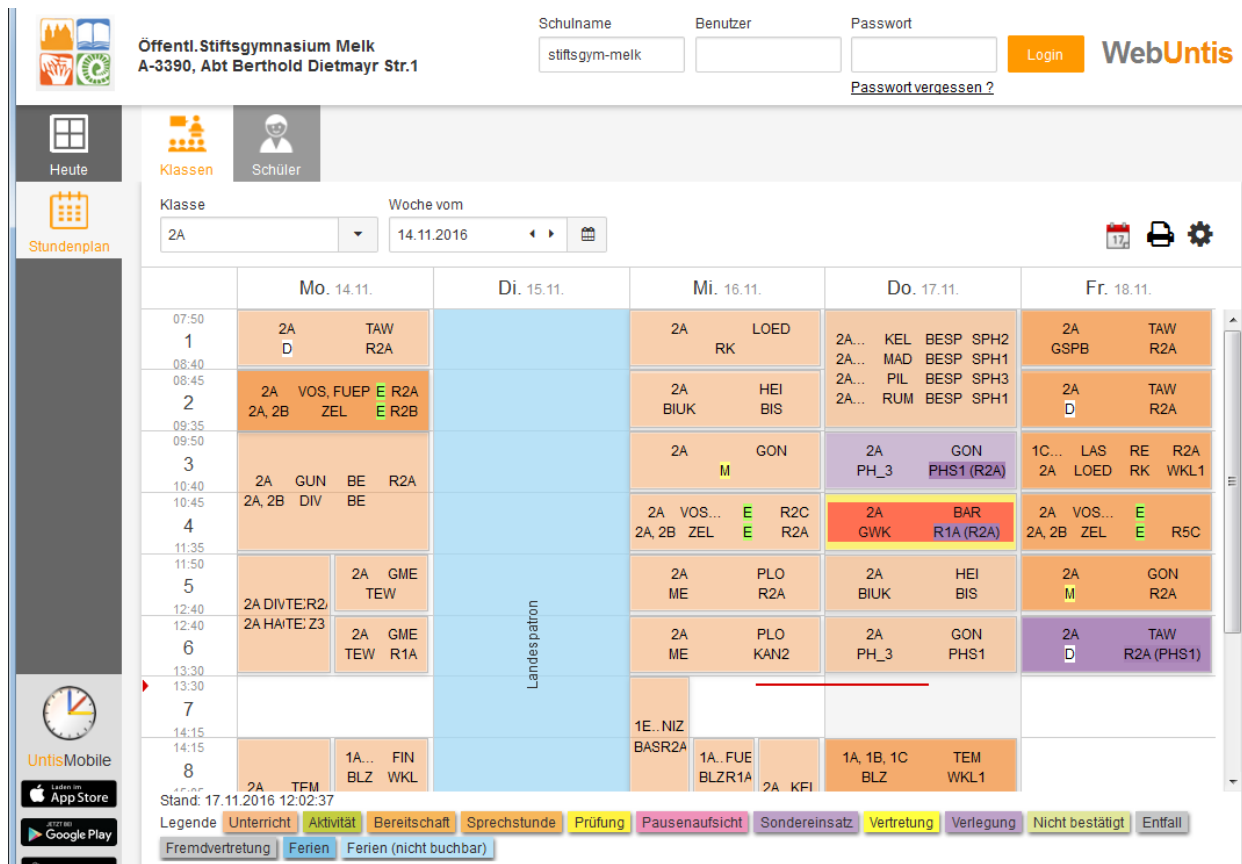 Öffentl.Stiftsgymnasium Melk
A-3390, Abt Berthold Dietmayr Str.1
Schulname Benutzer Passwort
stiftsgym-melk
Login
WebUntis
Passwort vergessen ?
Heute
Stundenplan
Klassen
Schüler
Klasse Woche vom
2A 14.11.2016
17
Mo. 14.11. Di. 15.11. Mi. 16.11. Do. 17.11. Fr. 18.11.
07:50
1
08:40
2A TAW
D R2A
2A LOED
RK
2A... KEL BESP SPH2
2A... MAD BESP SPH1
2A... PIL BESP SPH3
2A... RUM BESP SPH1
2A TAW
GSPB R2A
08:45
2
09:35
2A VOS, FUEP E R2A
2A, 2B ZEL E R2B
2A HEI
BIUK BIS
2A TAW
D R2A
09:50
3
10:40
2A GUN BE R2A
2A, 2B DIV BE
2A GON
M
2A GON
PH_3 PHS1 (R2A)
1C... LAS RE R2A
2A LOED RK WKL1
10:45
4
11:35
2A VOS... E R2C
2A, 2B ZEL E R2A
2A BAR
GWK R1A (R2A)
2A VOS... E
2A, 2B ZEL E R5C
11:50
5
12:40
2A GME
TEW
2A PLO
ME R2A
2A HEI
BIUK BIS
2A GON
M R2A
12:40
6
13:30
2A GME
TEW R1A
2A PLO
ME KAN2
2A GON
PH_3 PHS1
2A TAW
D R2A (PHS1)
Landespatron
13:30
7
14:15
1E..NIZ
BASR2A
14:15
8
2A TEM
1A... FIN
BLZ WKL
1A..FUE
BLZR1A
2A KEL
1A, 1B, 1C TEM
BLZ WKL1
UntisMobile
Laden im
App Store
JETZT BEI
Google Play
Stand: 17.11.2016 12:02:37
Legende Unterricht Aktivität Bereitschaft Sprechstunde Prüfung Pausenaufsicht Sondereinsatz Vertretung Verlegung Nicht bestätigt Entfall
Fremdvertretung Ferien Ferien (nicht buchbar)